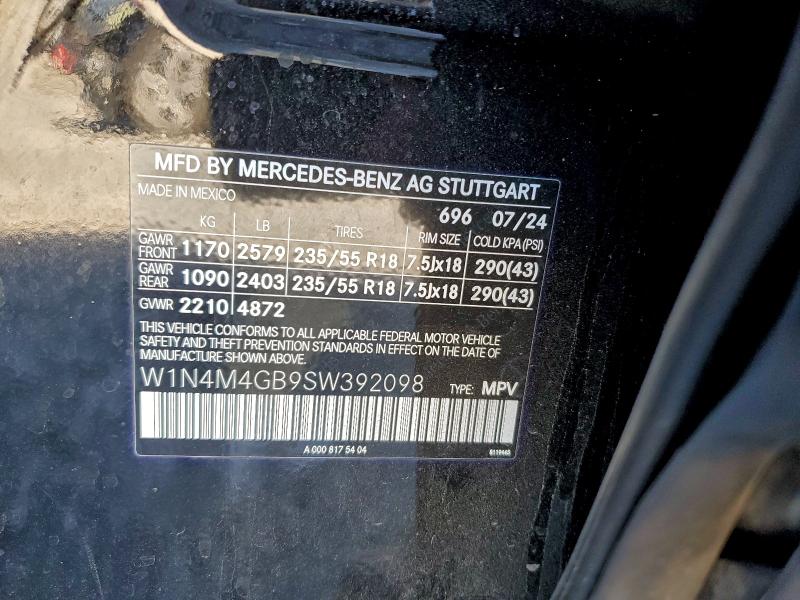 MFD BY MERCEDES-BENZ AG STUTTGART
MADE IN MEXICO
696 07/24
KG LB TIRES RIM SIZE COLD KPA(PSI)
GAWR FRONT 1170 2579 235/55 R18 7.5Jx18 290(43)
GAWR REAR 1090 2403 235/55 R18 7.5Jx18 290(43)
GVWR 2210 4872
THIS VEHICLE CONFORMS TO ALL APPLICABLE FEDERAL MOTOR VEHICLE
SAFETY AND THEFT PREVENTION STANDARDS IN EFFECT ON THE DATE OF
MANUFACTURE SHOWN ABOVE.
W1N4M4GB9SW392098 TYPE: MPV
A 000 817 54 04